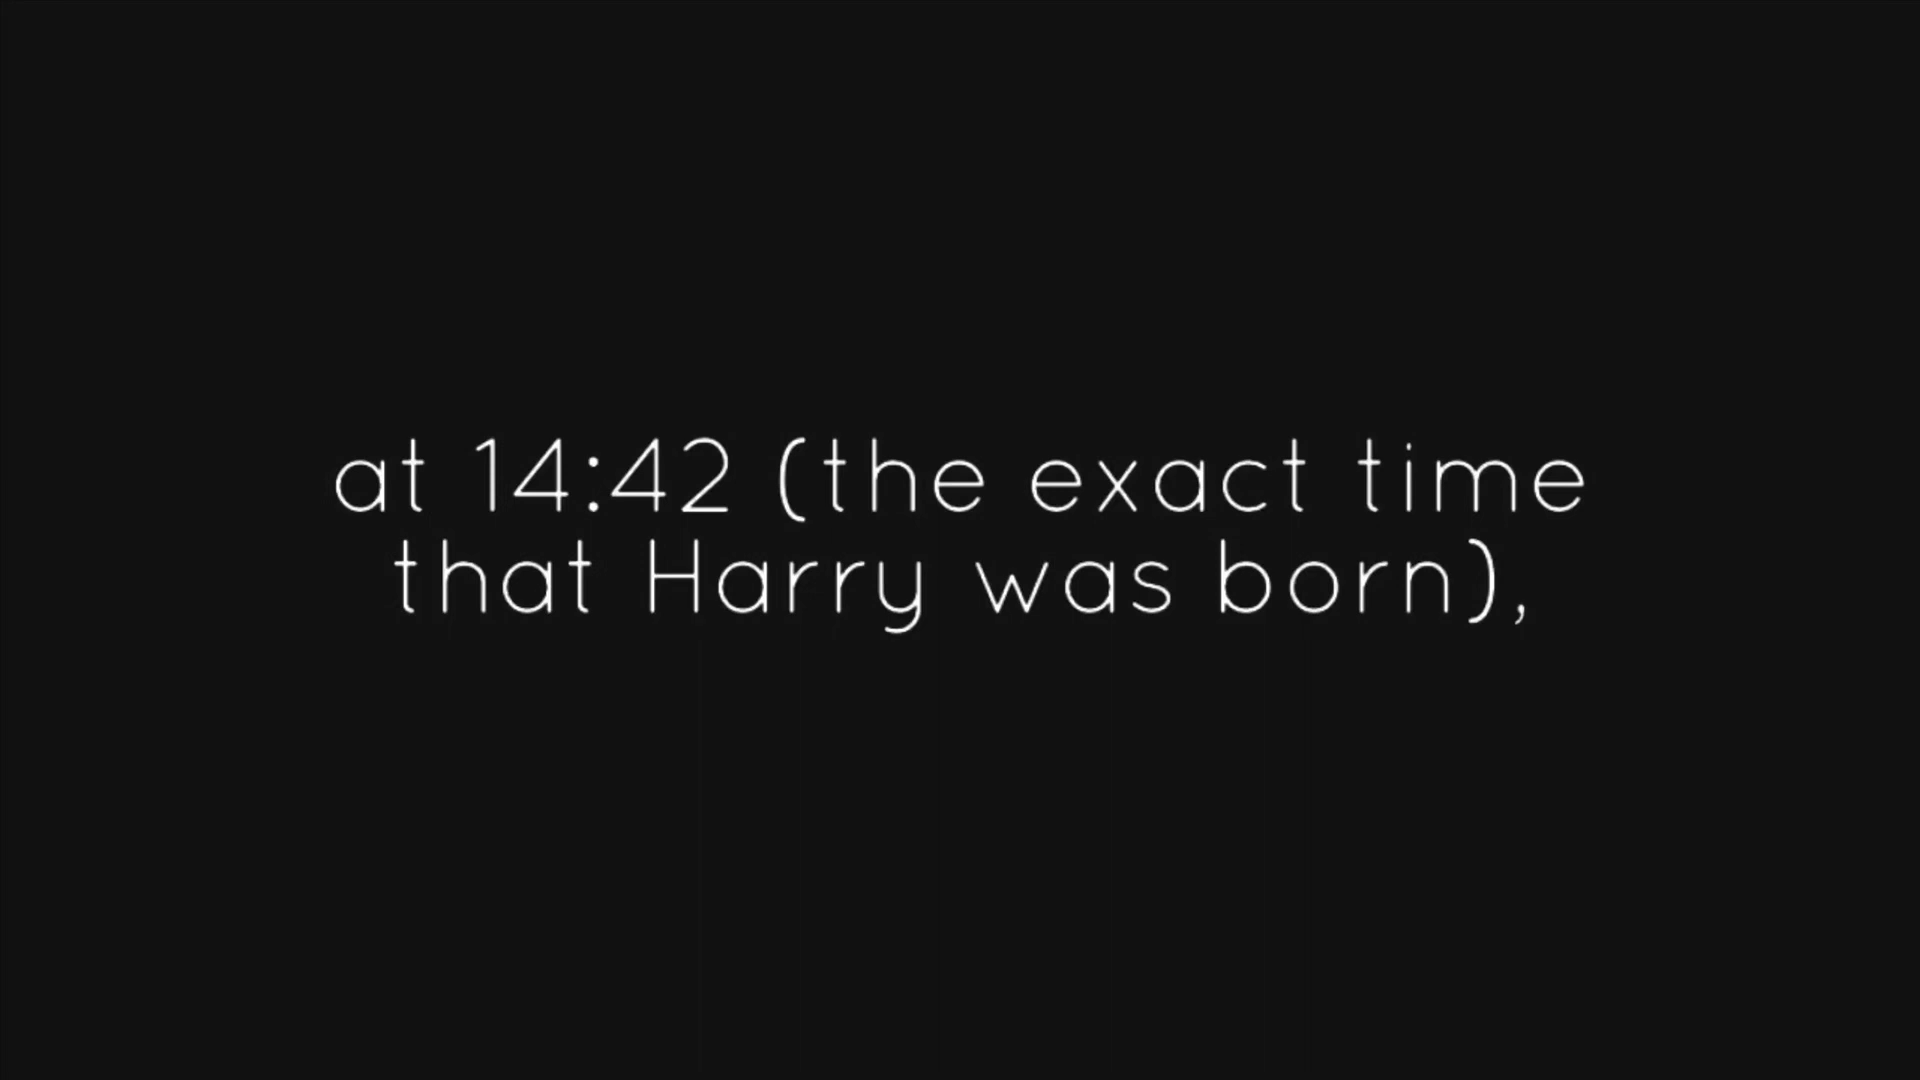 at 14:42 (the exact time
that Harry was born),